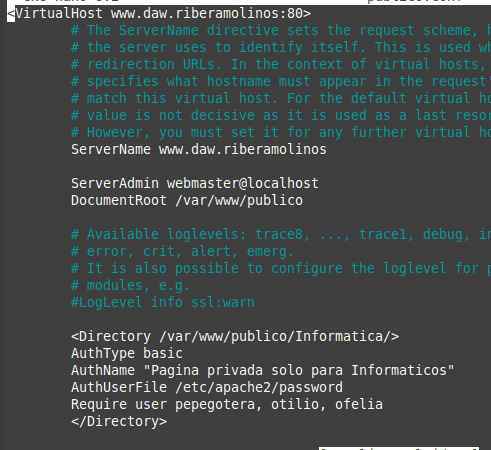 <VirtualHost www.daw.riberamolinos:80>
# The ServerName directive sets the request scheme,
# the server uses to identify itself. This is used
# redirection URLs. In the context of virtual hosts,
# specifies what hostname must appear in the request'
# match this virtual host. For the default virtual
# value is not decisive as it is used as a last
# However, you must set it for any further virtual
ServerName www.daw.riberamolinos
ServerAdmin webmaster@localhost
DocumentRoot /var/www/publico
# Available loglevels: trace8, ..., trace1, debug,
# error, crit, alert, emerg.
# It is also possible to configure the loglevel for
# modules, e.g.
#LogLevel info ssl:warn
<Directory /var/www/publico/Informatica/>
AuthType basic
AuthName "Pagina privada solo para Informaticos"
AuthUserFile /etc/apache2/password
Require user pepegotera, otilio, ofelia
</Directory>